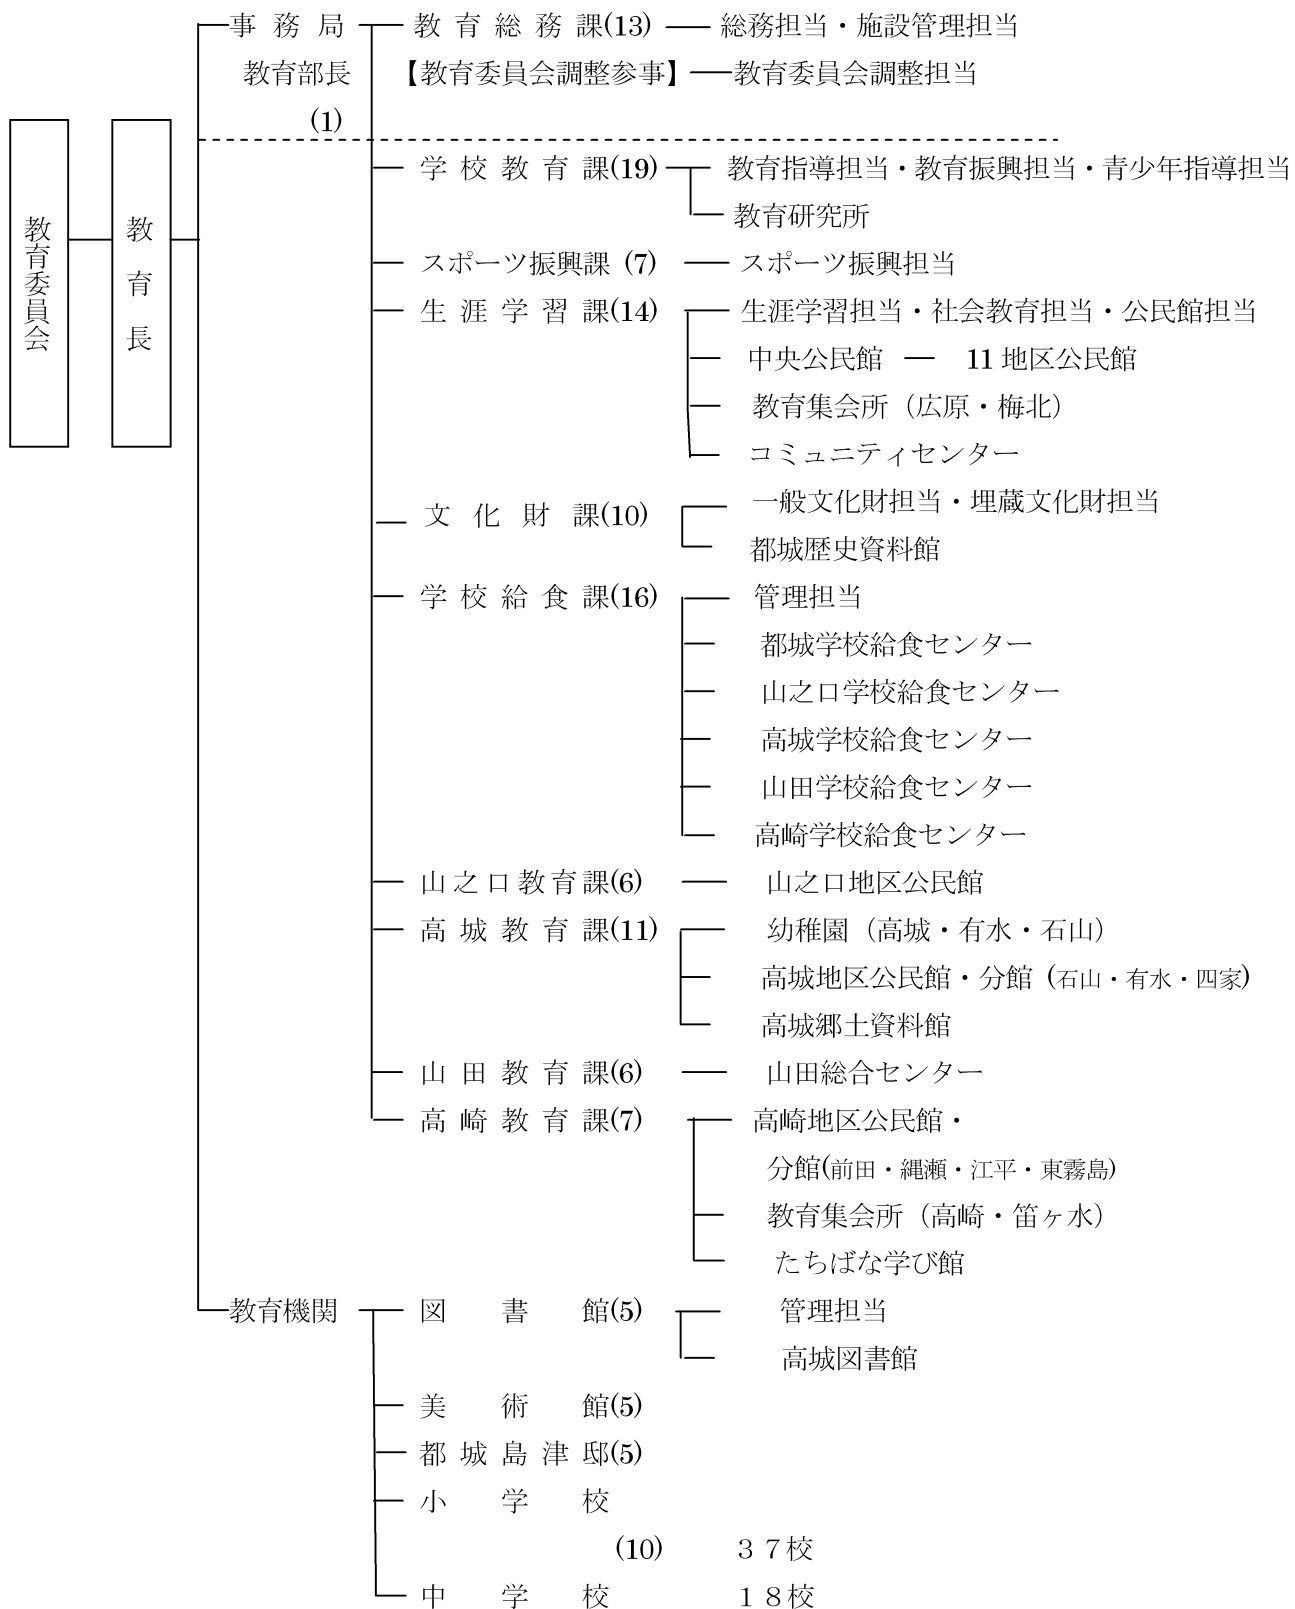 教育委員会
教育長
事務局
教育部長
(1)
教育総務課(13) 総務担当・施設管理担当
【教育委員会調整参事】 教育委員会調整担当
学校教育課(19) 教育指導担当・教育振興担当・青少年指導担当
教育研究所
スポーツ振興課 (7) スポーツ振興担当
生涯学習課(14) 生涯学習担当・社会教育担当・公民館担当
中央公民館 ― 11 地区公民館
教育集会所（広原・梅北）
コミュニティセンター
文化財課(10) 一般文化財担当・埋蔵文化財担当
都城歴史資料館
学校給食課(16) 管理担当
都城学校給食センター
山之口学校給食センター
高城学校給食センター
山田学校給食センター
高崎学校給食センター
山之口教育課(6) 山之口地区公民館
高城教育課(11) 幼稚園（高城・有水・石山）
高城地区公民館・分館 (石山・有水・四家)
高城郷土資料館
山田教育課(6) 山田総合センター
高崎教育課(7) 高崎地区公民館・
分館(前田・縄瀬・江平・東霧島)
教育集会所（高崎・笛ヶ水）
たちばな学び館
教育機関 図書館(5) 管理担当
高城図書館
美術館(5)
都城島津邸(5)
小学校
(10) ３７校
中学校 １８校